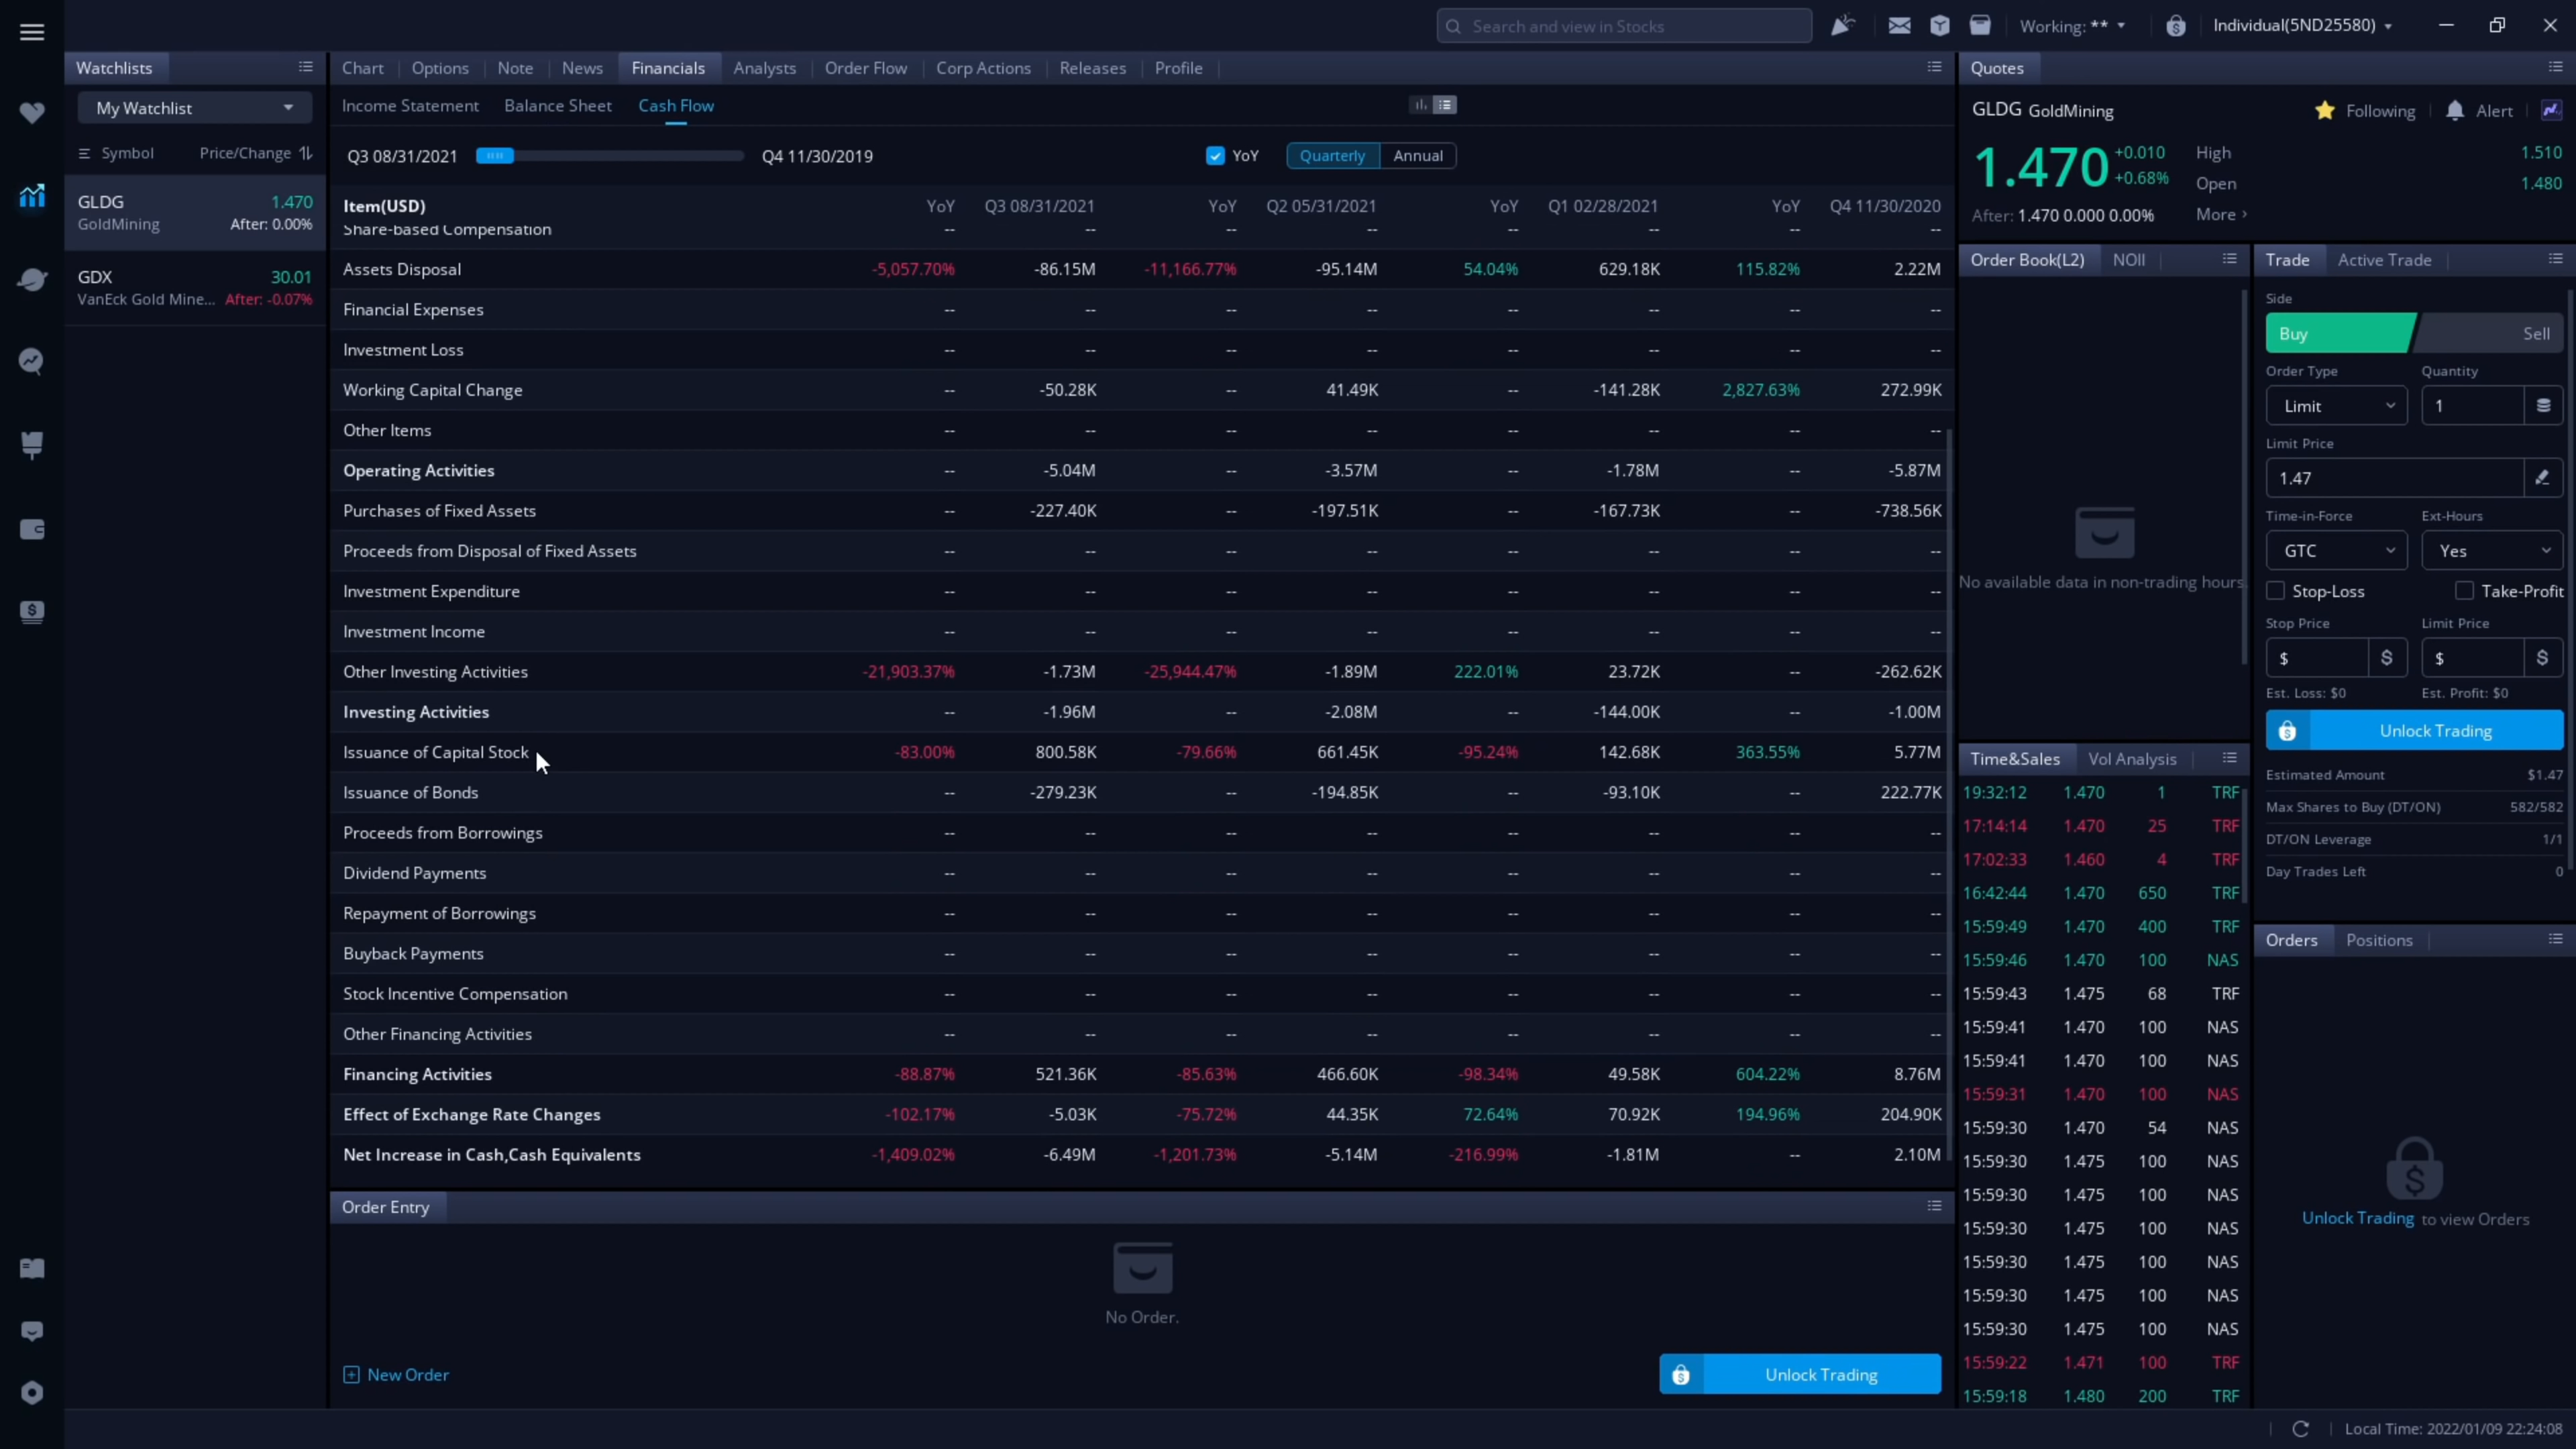 Search and view in Stocks
Working: **
Individual(5ND25580)
Watchlists
My Watchlist
Symbol Price/Change
GLDG 1.470
GoldMining After: 0.00%
GDX 30.01
VanEck Gold Mine... After: -0.07%
Chart Options Note News Financials Analysts Order Flow Corp Actions Releases Profile
Income Statement Balance Sheet Cash Flow
Q3 08/31/2021 Q4 11/30/2019 YoY Quarterly Annual
Item(USD) YoY Q3 08/31/2021 YoY Q2 05/31/2021 YoY Q1 02/28/2021 YoY Q4 11/30/2020
Share-based Compensation -- -- -- -- -- -- -- --
Assets Disposal -5,057.70% -86.15M -11,166.77% -95.14M 54.04% 629.18K 115.82% 2.22M
Financial Expenses -- -- -- -- -- -- -- --
Investment Loss -- -- -- -- -- -- -- --
Working Capital Change -- -50.28K -- 41.49K -- -141.28K 2,827.63% 272.99K
Other Items -- -- -- -- -- -- -- --
Operating Activities -- -5.04M -- -3.57M -- -1.78M -- -5.87M
Purchases of Fixed Assets -- -227.40K -- -197.51K -- -167.73K -- -738.56K
Proceeds from Disposal of Fixed Assets -- -- -- -- -- -- -- --
Investment Expenditure -- -- -- -- -- -- -- --
Investment Income -- -- -- -- -- -- -- --
Other Investing Activities -21,903.37% -1.73M -25,944.47% -1.89M 222.01% 23.72K -- -262.62K
Investing Activities -- -1.96M -- -2.08M -- -144.00K -- -1.00M
Issuance of Capital Stock -83.00% 800.58K -79.66% 661.45K -95.24% 142.68K 363.55% 5.77M
Issuance of Bonds -- -279.23K -- -194.85K -- -93.10K -- 222.77K
Proceeds from Borrowings -- -- -- -- -- -- -- --
Dividend Payments -- -- -- -- -- -- -- --
Repayment of Borrowings -- -- -- -- -- -- -- --
Buyback Payments -- -- -- -- -- -- -- --
Stock Incentive Compensation -- -- -- -- -- -- -- --
Other Financing Activities -- -- -- -- -- -- -- --
Financing Activities -88.87% 521.36K -85.63% 466.60K -98.34% 49.58K 604.22% 8.76M
Effect of Exchange Rate Changes -102.17% -5.03K -75.72% 44.35K 72.64% 70.92K 194.96% 204.90K
Net Increase in Cash,Cash Equivalents -1,409.02% -6.49M -1,201.73% -5.14M -216.99% -1.81M -- 2.10M
Order Entry
No Order.
New Order
Unlock Trading
Quotes
GLDG GoldMining Following Alert
1.470 +0.010 +0.68%
High 1.510
Open 1.480
After: 1.470 0.000 0.00% More
Order Book(L2) NOII
No available data in non-trading hours.
Time&Sales Vol Analysis
19:32:12 1.470 1 TRF
17:14:14 1.470 25 TRF
17:02:33 1.460 4 TRF
16:42:44 1.470 650 TRF
15:59:49 1.470 400 TRF
15:59:46 1.470 100 NAS
15:59:43 1.475 68 TRF
15:59:41 1.470 100 NAS
15:59:41 1.470 100 NAS
15:59:31 1.470 100 NAS
15:59:30 1.470 54 NAS
15:59:30 1.475 100 NAS
15:59:30 1.475 100 NAS
15:59:30 1.475 100 NAS
15:59:30 1.475 100 NAS
15:59:30 1.475 100 NAS
15:59:30 1.475 100 NAS
15:59:22 1.471 100 TRF
15:59:18 1.480 200 TRF
Trade Active Trade
Side
Buy Sell
Order Type Quantity
Limit 1
Limit Price
1.47
Time-in-Force Ext-Hours
GTC Yes
Stop-Loss Take-Profit
Stop Price Limit Price
$ $ $ $
Est. Loss: $0 Est. Profit: $0
Unlock Trading
Estimated Amount $1.47
Max Shares to Buy (DT/ON) 582/582
DT/ON Leverage 1/1
Day Trades Left 0
Orders Positions
Unlock Trading to view Orders
Local Time: 2022/01/09 22:24:08